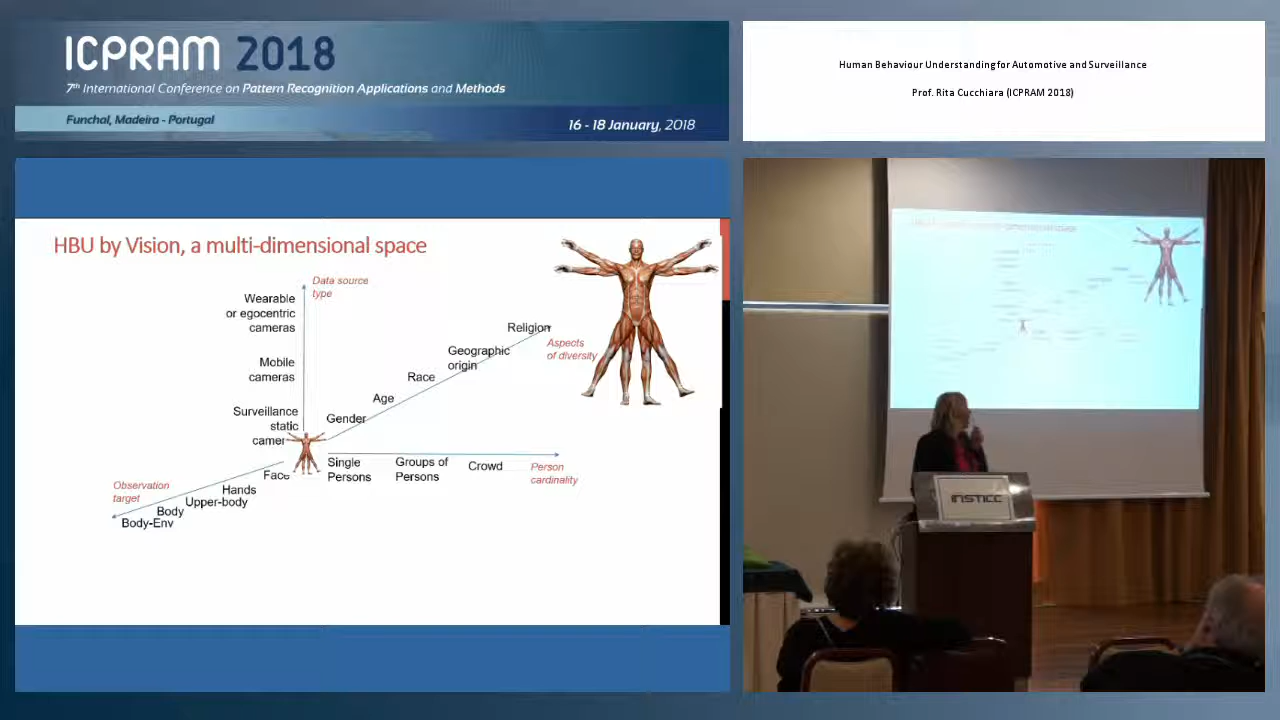 ICPRAM 2018
7th International Conference on Pattern Recognition Applications and Methods
Funchal, Madeira - Portugal
16 - 18 January, 2018
Human Behaviour Understanding for Automotive and Surveillance
Prof. Rita Cucchiara (ICPRAM 2018)
HBU by Vision, a multi-dimensional space
Data source
type
Wearable
or egocentric
cameras
Mobile
cameras
Surveillance
static
camer
Religion
Geographic
origin
Race
Age
Gender
Aspects
of diversity
Single
Persons
Groups of
Persons
Crowd
Person
cardinality
Face
Hands
Upper-body
Body
Body-Env
Observation
target
INSTICC